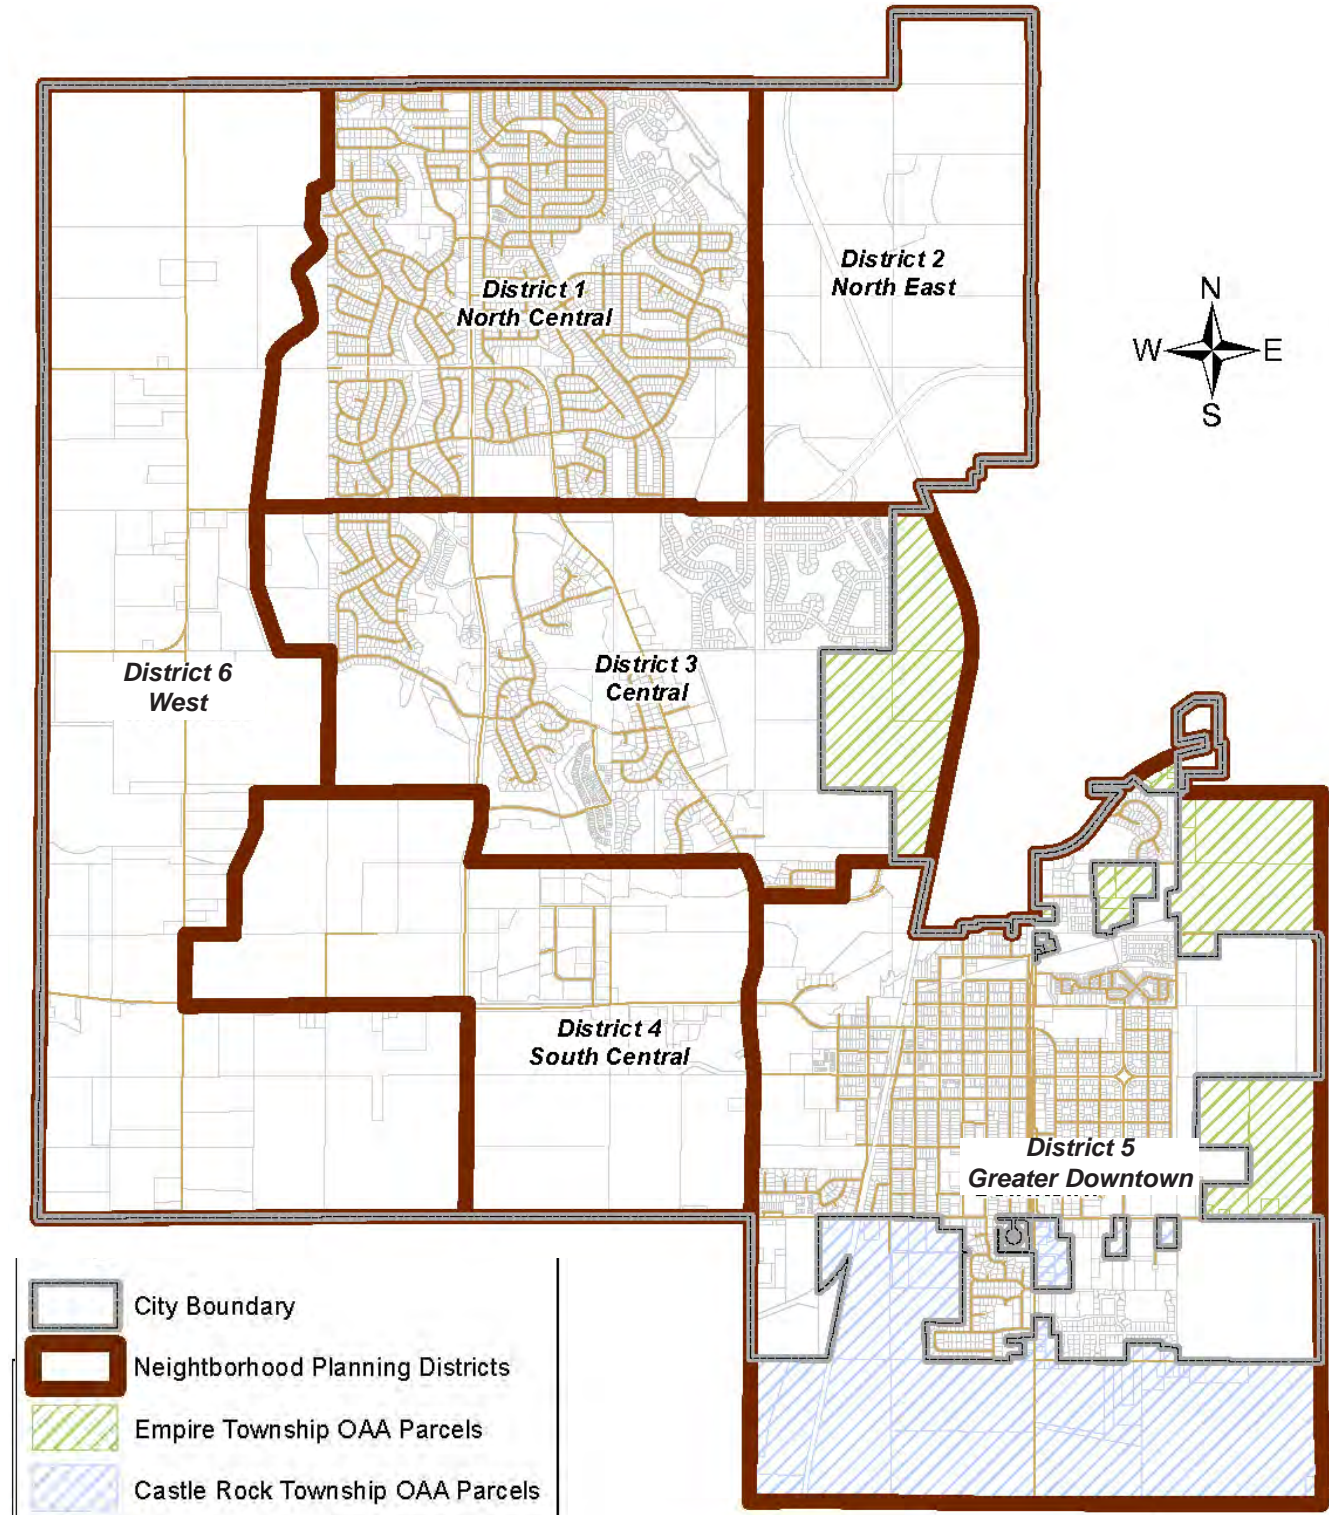 District 1
North Central
District 2
North East
N
W
E
S
District 3
Central
District 6
West
District 4
South Central
District 5
Greater Downtown
City Boundary
Neightborhood Planning Districts
Empire Township OAA Parcels
Castle Rock Township OAA Parcels